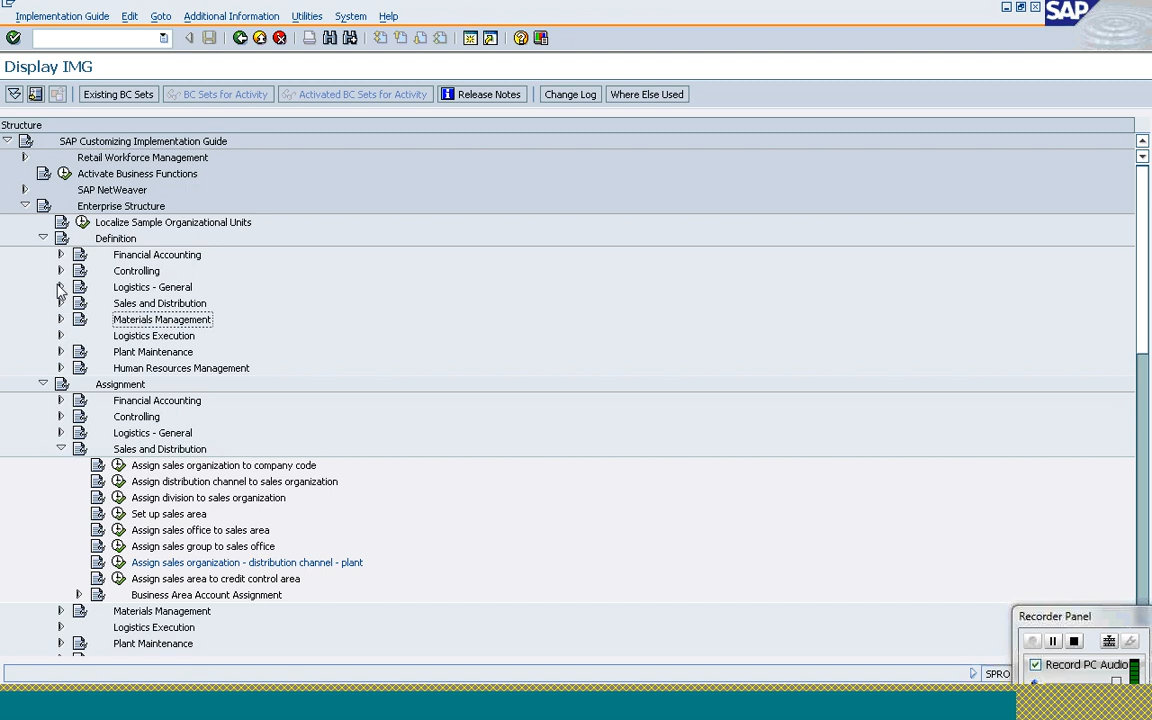 Implementation Guide Edit Goto Additional Information Utilities System Help
SAP
Display IMG
Existing BC Sets BC Sets for Activity Activated BC Sets for Activity Release Notes Change Log Where Else Used
Structure
SAP Customizing Implementation Guide
Retail Workforce Management
Activate Business Functions
SAP NetWeaver
Enterprise Structure
Localize Sample Organizational Units
Definition
Financial Accounting
Controlling
Logistics - General
Sales and Distribution
Materials Management
Logistics Execution
Plant Maintenance
Human Resources Management
Assignment
Financial Accounting
Controlling
Logistics - General
Sales and Distribution
Assign sales organization to company code
Assign distribution channel to sales organization
Assign division to sales organization
Set up sales area
Assign sales office to sales area
Assign sales group to sales office
Assign sales organization - distribution channel - plant
Assign sales area to credit control area
Business Area Account Assignment
Materials Management
Logistics Execution
Plant Maintenance
Recorder Panel
Record PC Audio
SPRO